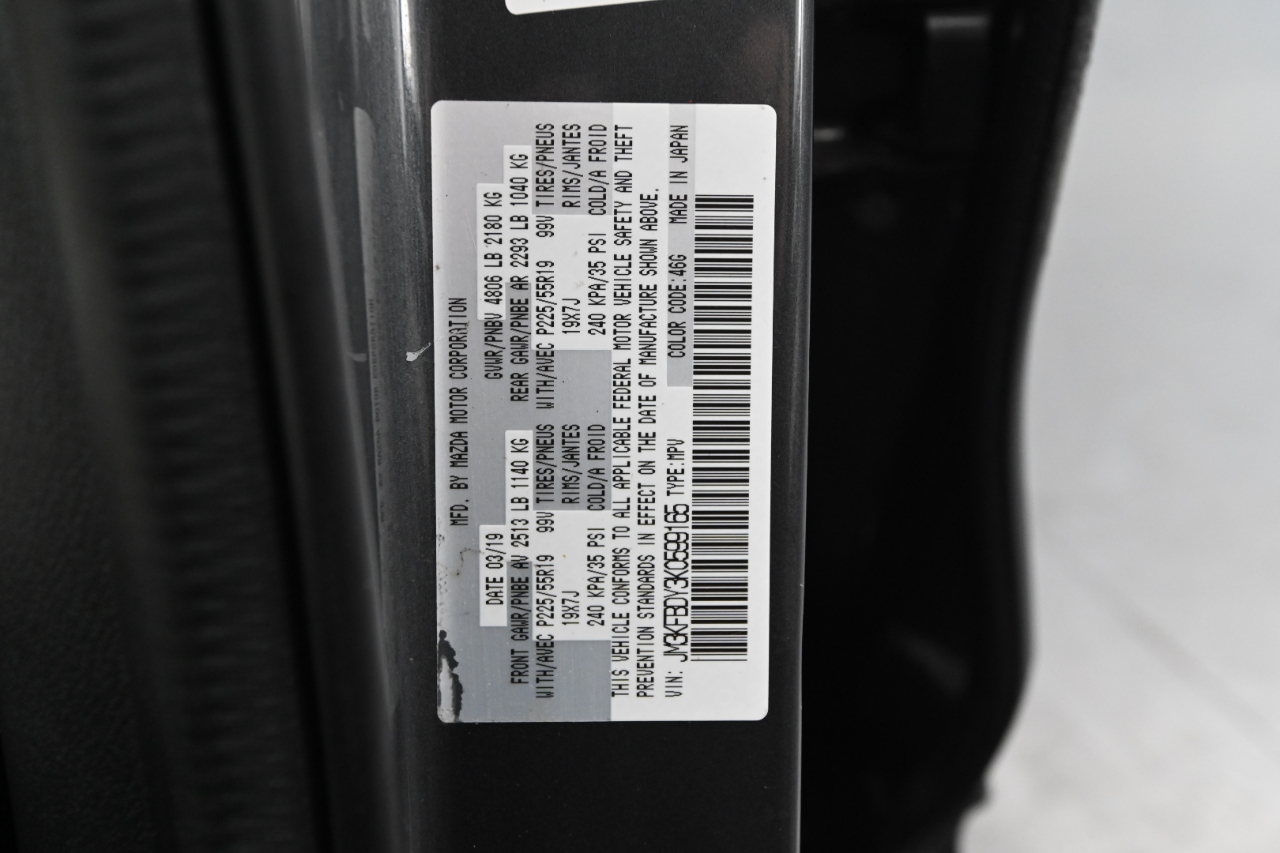 MFD. BY MAZDA MOTOR CORPORATION
DATE 03/19 GVWR/PNBV 4806 LB 2180 KG
FRONT GAWR/PNBE AV 2513 LB 1140 KG REAR GAWR/PNBE AR 2293 LB 1040 KG
WITH/AVEC P225/55R19 99V TIRES/PNEUS WITH/AVEC P225/55R19 99V TIRES/PNEUS
19X7J RIMS/JANTES 19X7J RIMS/JANTES
240 KPA/35 PSI COLD/A FROID 240 KPA/35 PSI COLD/A FROID
THIS VEHICLE CONFORMS TO ALL APPLICABLE FEDERAL MOTOR VEHICLE SAFETY AND THEFT
PREVENTION STANDARDS IN EFFECT ON THE DATE OF MANUFACTURE SHOWN ABOVE.
VIN: JM3KFBDY3K0599165 TYPE:MPV COLOR CODE:46G MADE IN JAPAN